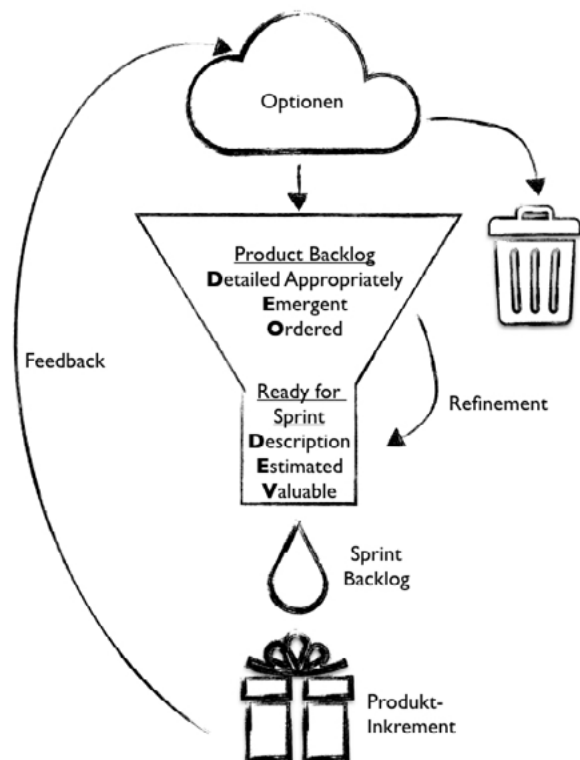 Optionen
Product Backlog
Detailed Appropriately
Emergent
Ordered
Feedback
Refinement
Ready for
Sprint
Description
Estimated
Valuable
Sprint
Backlog
Produkt-
Inkrement